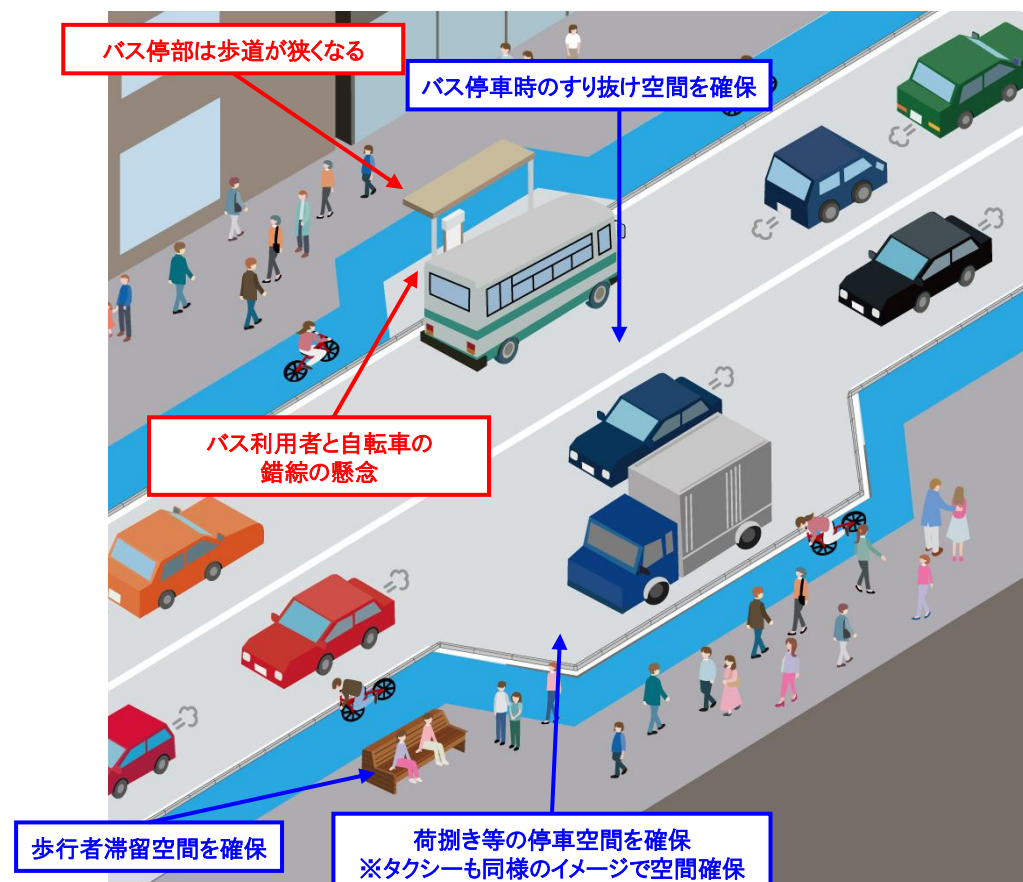 バス停部は歩道が狭くなる
バス停車時のすり抜け空間を確保
バス利用者と自転車の
錯綜の懸念
歩行者滞留空間を確保
荷捌き等の停車空間を確保
※タクシーも同様のイメージで空間確保